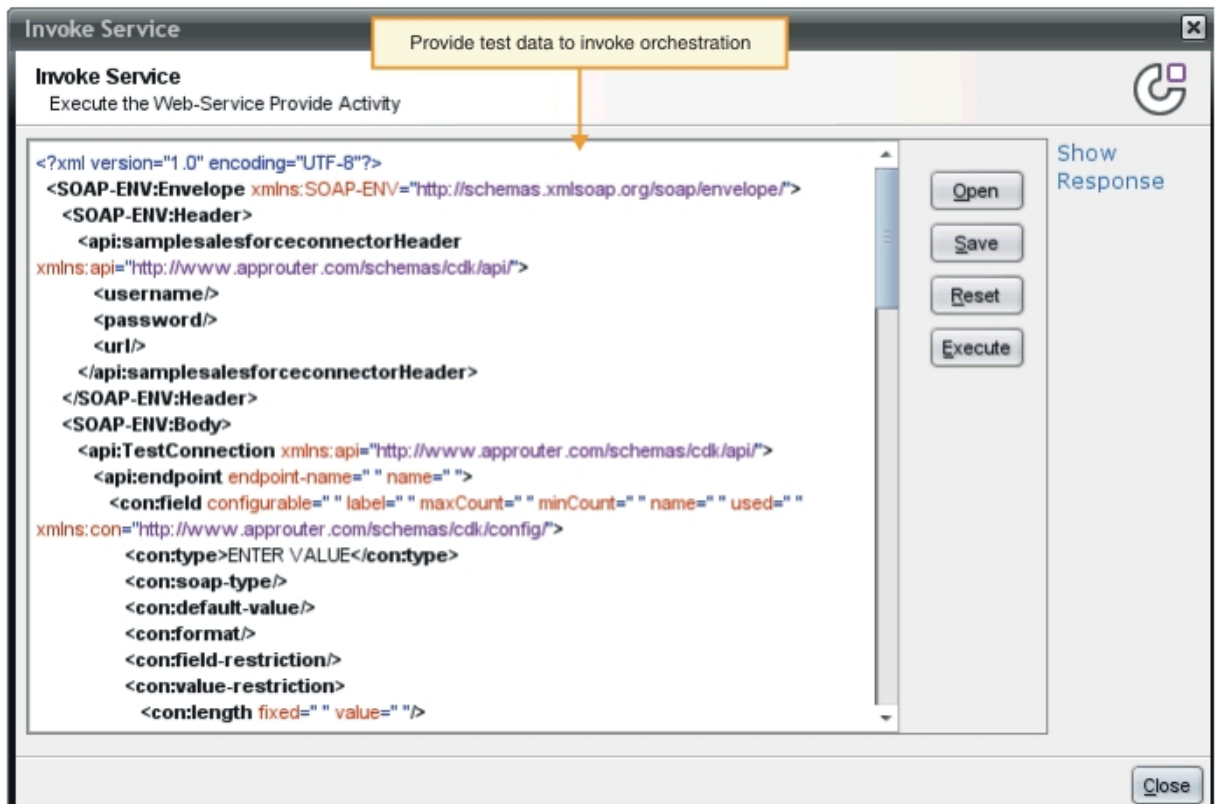 Invoke Service
Provide test data to invoke orchestration
Invoke Service
Execute the Web-Service Provide Activity
<?xml version="1.0" encoding="UTF-8"?>
<SOAP-ENV:Envelope xmlns:SOAP-ENV="http://schemas.xmlsoap.org/soap/envelope/">
<SOAP-ENV:Header>
<api:samplesalesforceconnectorHeader
xmlns:api="http://www.approuter.com/schemas/cdk/api/">
<username/>
<password/>
<url/>
</api:samplesalesforceconnectorHeader>
</SOAP-ENV:Header>
<SOAP-ENV:Body>
<api:TestConnection xmlns:api="http://www.approuter.com/schemas/cdk/api/">
<api:endpoint endpoint-name=" " name=" ">
<con:field configurable=" " label=" " maxCount=" " minCount=" " name=" " used=" "
xmlns:con="http://www.approuter.com/schemas/cdk/config/">
<con:type>ENTER VALUE</con:type>
<con:soap-type/>
<con:default-value/>
<con:format/>
<con:field-restriction/>
<con:value-restriction>
<con:length fixed=" " value=" "/>
Open
Save
Reset
Execute
Show
Response
Close